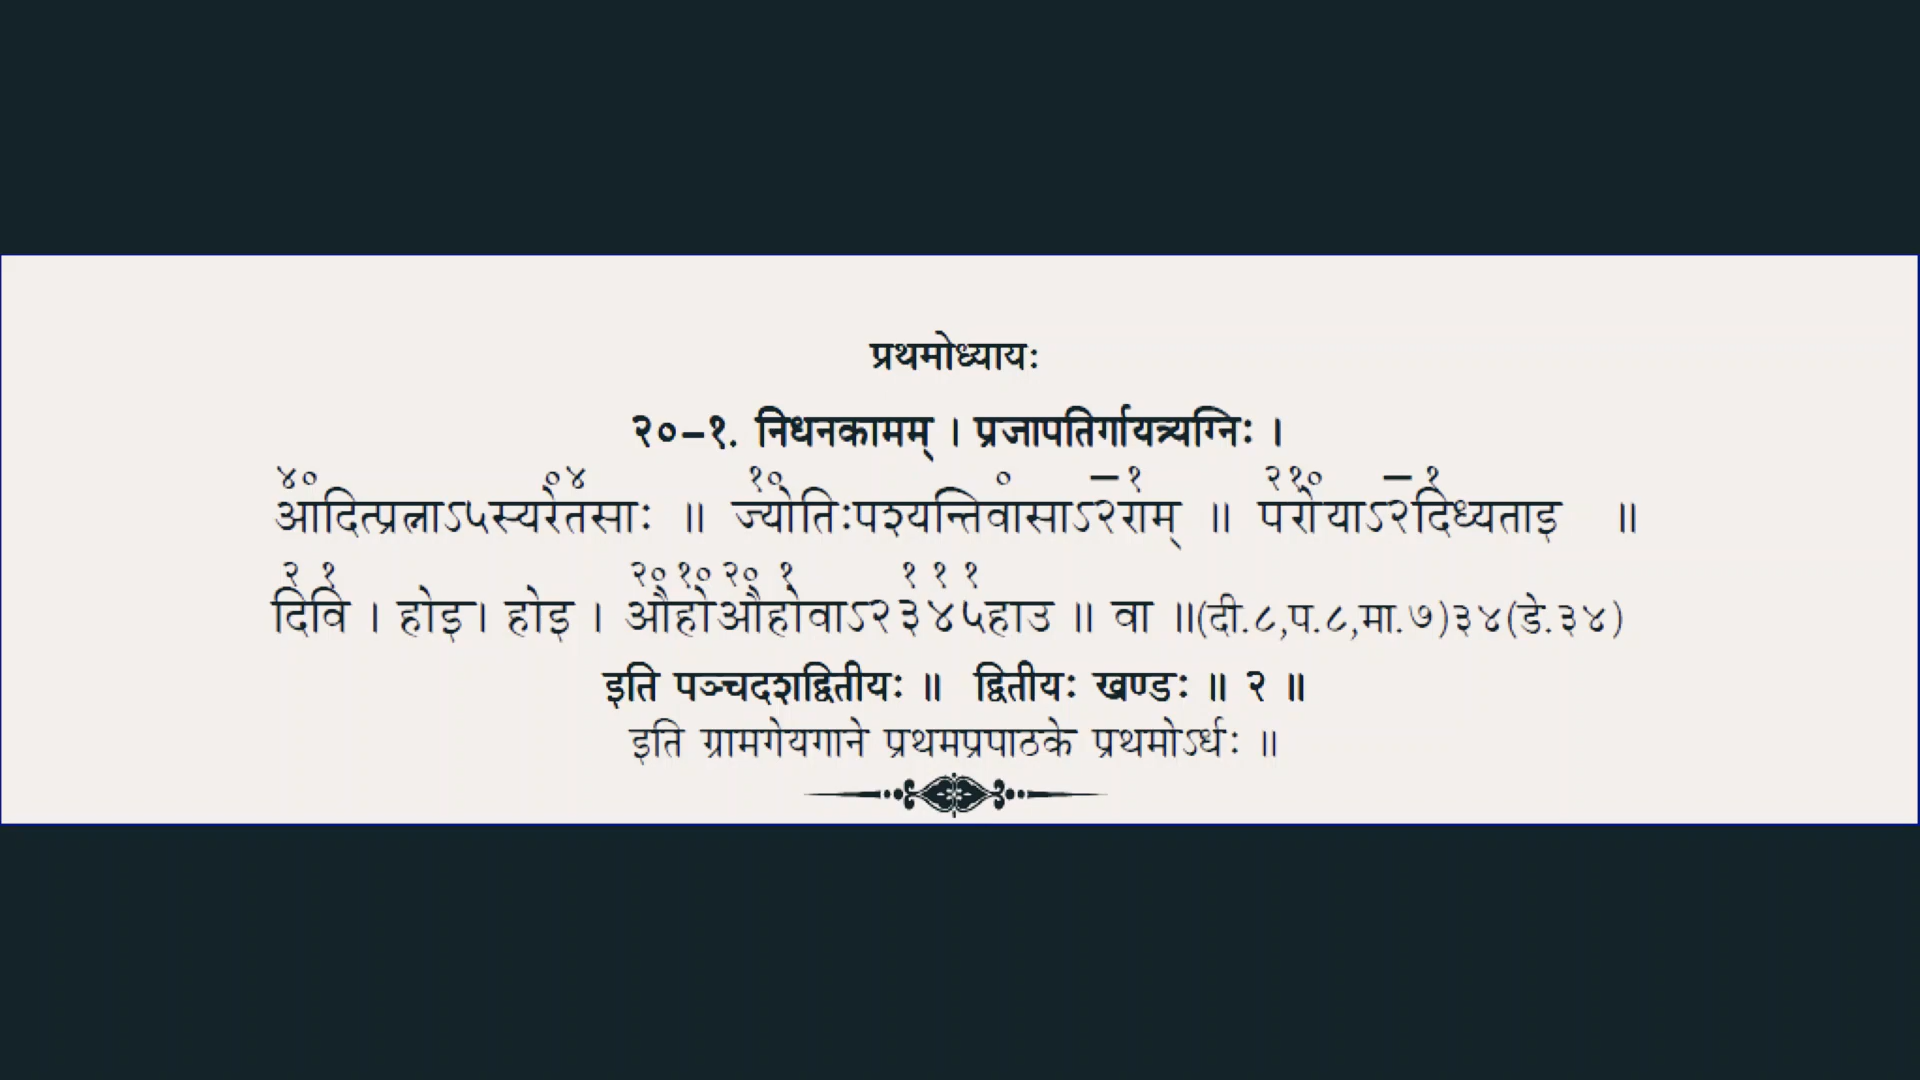 प्रथमोध्यायः
२०–१. निधनकामम् । प्रजापतिर्गायत्र्यग्निः ।
४० ०४ १० ० –१ २१० –१
आदित्प्रत्नाऽ५स्यरेतसाः ॥ ज्योतिःपश्यन्तिवासाऽ२राम् ॥ परोयाऽ२दिध्यताइ ॥
२ १ २० १० २० १ १ १ १
दिवि । होइ। होइ । औहोऔहोवाऽ२३४५हाउ ॥ वा ॥(दी.८,प.८,मा.७)३४(डे.३४)
इति पञ्चदशद्वितीयः ॥ द्वितीयः खण्डः ॥ २ ॥
इति ग्रामगेयगाने प्रथमप्रपाठके प्रथमोऽर्धः ॥